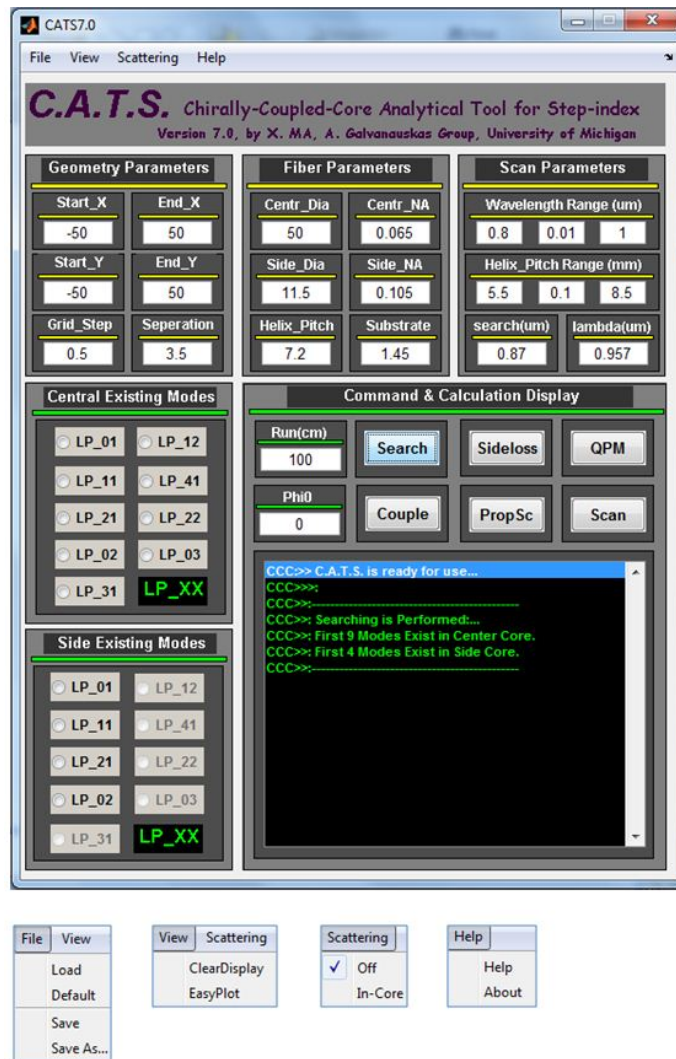 CATS7.0
File View Scattering Help
C.A.T.S. Chirally-Coupled-Core Analytical Tool for Step-index
Version 7.0, by X. MA, A. Galvanauskas Group, University of Michigan
Geometry Parameters
Start_X End_X
-50 50
Start_Y End_Y
-50 50
Grid_Step Seperation
0.5 3.5
Fiber Parameters
Centr_Dia Centr_NA
50 0.065
Side_Dia Side_NA
11.5 0.105
Helix_Pitch Substrate
7.2 1.45
Scan Parameters
Wavelength Range (um)
0.8 0.01 1
Helix_Pitch Range (mm)
5.5 0.1 8.5
search(um) lambda(um)
0.87 0.957
Central Existing Modes
LP_01 LP_12
LP_11 LP_41
LP_21 LP_22
LP_02 LP_03
LP_31 LP_XX
Side Existing Modes
LP_01 LP_12
LP_11 LP_41
LP_21 LP_22
LP_02 LP_03
LP_31 LP_XX
Command & Calculation Display
Run(cm)
100
Search Sideloss QPM
Phi0
0
Couple PropSc Scan
CCC:>> C.A.T.S. is ready for use...
CCC>>>:
CCC>>:-----------------------------------------------------
CCC>>: Searching is Performed:...
CCC>>: First 9 Modes Exist in Center Core.
CCC>>: First 4 Modes Exist in Side Core.
CCC>>:-----------------------------------------------------
File View
Load
Default
Save
Save As...
View Scattering
ClearDisplay
EasyPlot
Scattering
✓ Off
In-Core
Help
Help
About